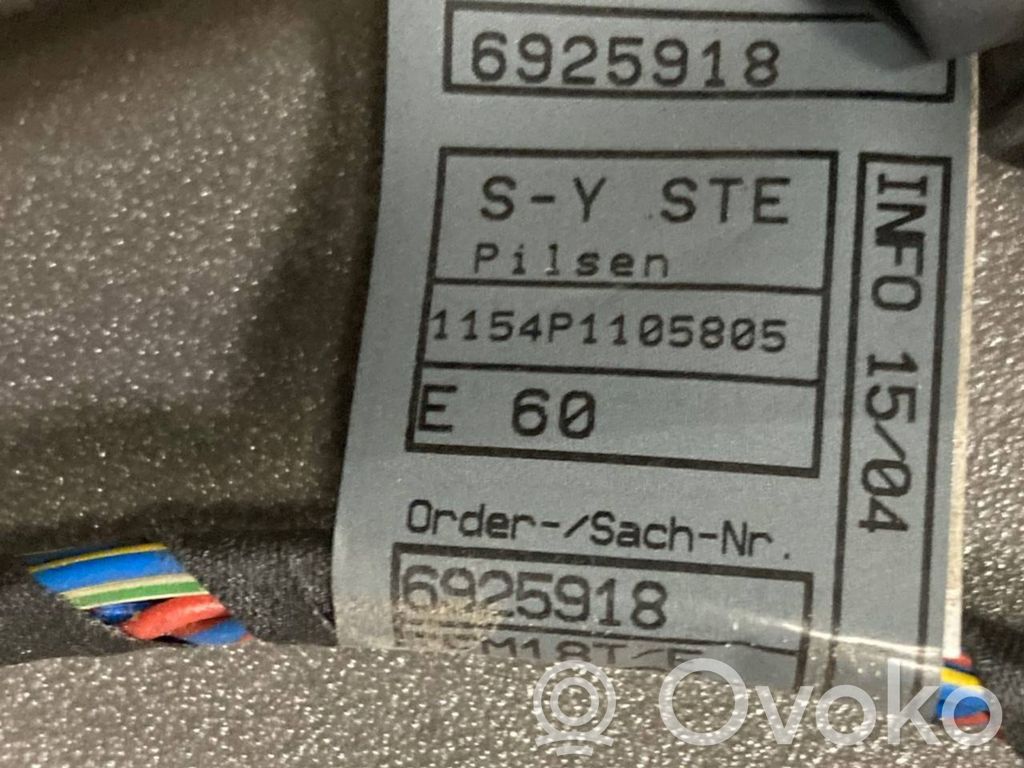 6925918
S-Y STE
Pilsen
1154P1105805
E 60
INFO 15/04
Order-/Sach-Nr.
6925918
© Ovoko